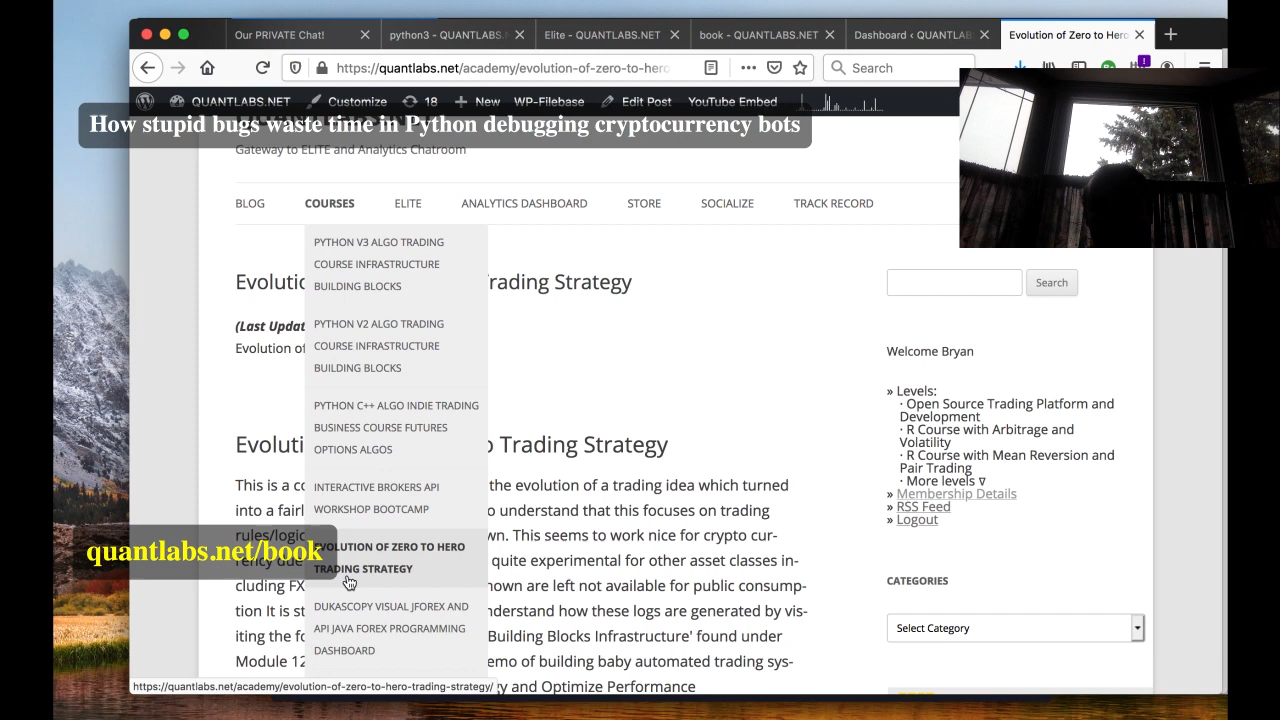 Our PRIVATE Chat!
python3 - QUANTLABS.N
Elite - QUANTLABS.NET
book - QUANTLABS.NET
Dashboard ‹ QUANTLAB
Evolution of Zero to Hero
https://quantlabs.net/academy/evolution-of-zero-to-hero
Search
QUANTLABS.NET
Customize
18
New
WP-Filebase
Edit Post
YouTube Embed
How stupid bugs waste time in Python debugging cryptocurrency bots
Gateway to ELITE and Analytics Chatroom
BLOG
COURSES
ELITE
ANALYTICS DASHBOARD
STORE
SOCIALIZE
TRACK RECORD
PYTHON V3 ALGO TRADING
COURSE INFRASTRUCTURE
BUILDING BLOCKS
PYTHON V2 ALGO TRADING
COURSE INFRASTRUCTURE
BUILDING BLOCKS
PYTHON C++ ALGO INDIE TRADING
BUSINESS COURSE FUTURES
OPTIONS ALGOS
INTERACTIVE BROKERS API
WORKSHOP BOOTCAMP
EVOLUTION OF ZERO TO HERO
TRADING STRATEGY
DUKASCOPY VISUAL JFOREX AND
API JAVA FOREX PROGRAMMING
DASHBOARD
Evolutio Trading Strategy
(Last Updat
Evolution of
Evoluti o Trading Strategy
This is a co the evolution of a trading idea which turned
into a fairl o understand that this focuses on trading
rules/logic wn. This seems to work nice for crypto cur-
rency du quite experimental for other asset classes in-
cluding FX nown are left not available for public consump-
tion It is st nderstand how these logs are generated by vis-
iting the fo Building Blocks Infrastructure' found under
Module 12 emo of building baby automated trading sys-
y and Optimize Performance
quantlabs.net/book
Search
Welcome Bryan
» Levels:
· Open Source Trading Platform and
Development
· R Course with Arbitrage and
Volatility
· R Course with Mean Reversion and
Pair Trading
· More levels ∇
» Membership Details
» RSS Feed
» Logout
CATEGORIES
Select Category
https://quantlabs.net/academy/evolution-of-zero-to-hero-trading-strategy/